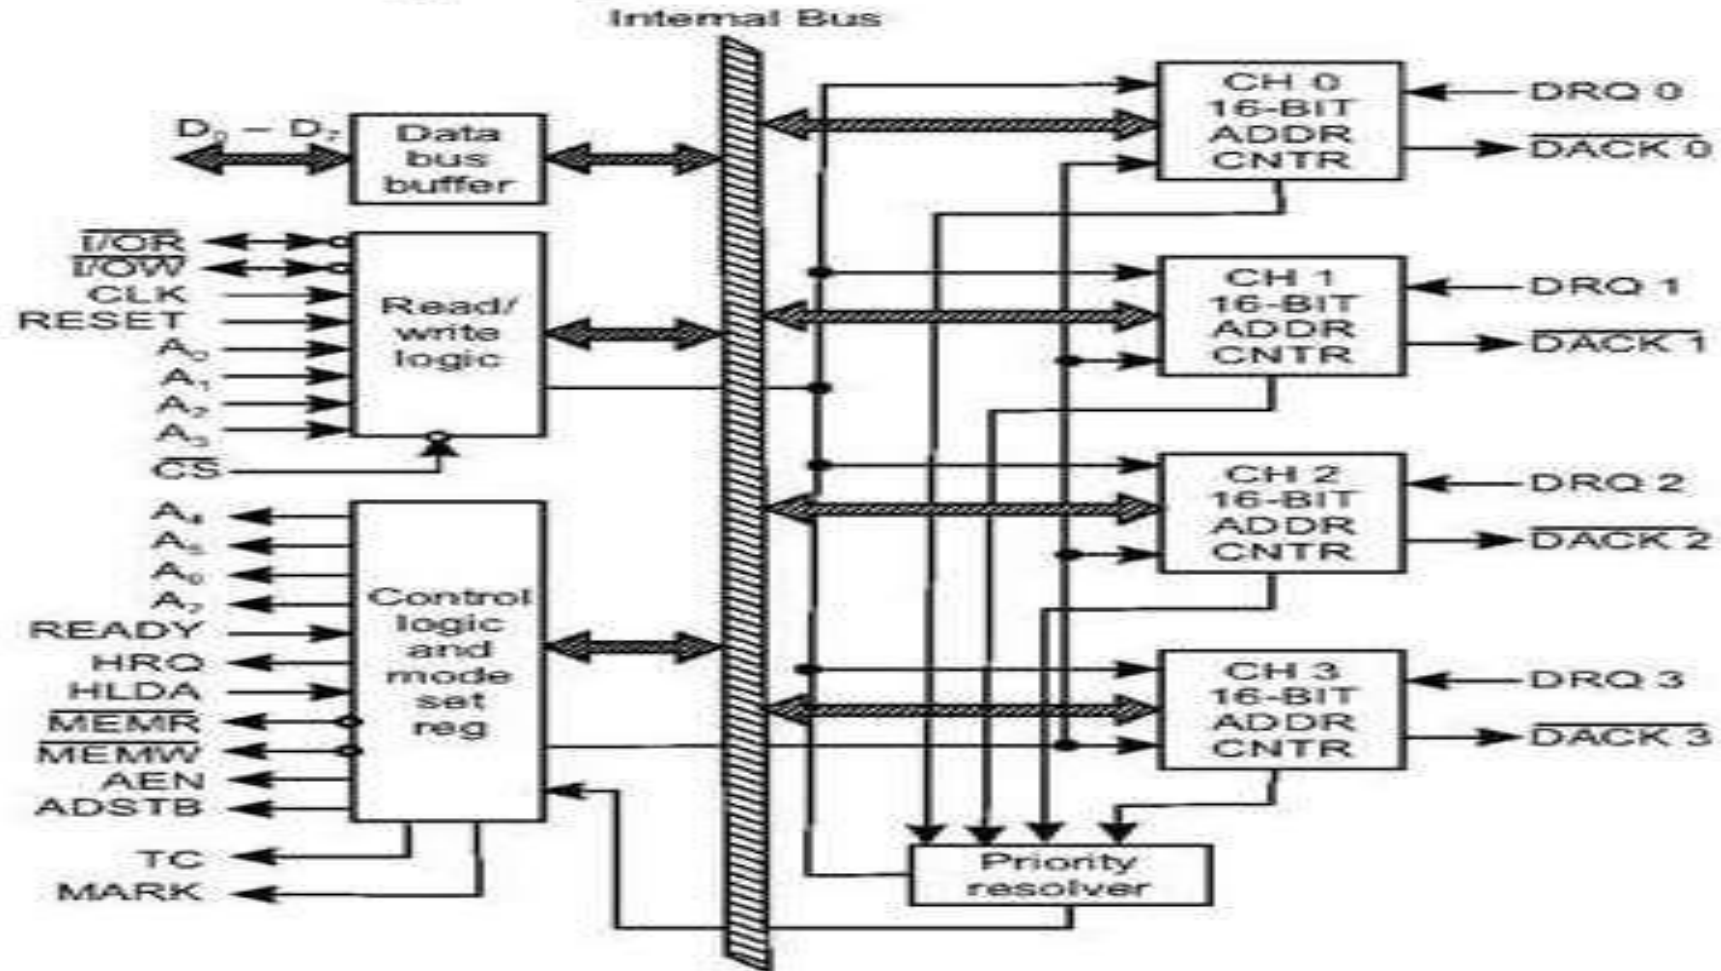 Internal Bus
D₀ – D₇
Data
bus
buffer
I/OR
I/OW
CLK
RESET
A₀
A₁
A₂
A₃
CS
Read/
write
logic
A₄
A₅
A₆
A₇
READY
HRQ
HLDA
MEMR
MEMW
AEN
ADSTB
TC
MARK
Control
logic
and
mode
set
reg
CH 0
16-BIT
ADDR
CNTR
DRQ 0
DACK 0
CH 1
16-BIT
ADDR
CNTR
DRQ 1
DACK 1
CH 2
16-BIT
ADDR
CNTR
DRQ 2
DACK 2
CH 3
16-BIT
ADDR
CNTR
DRQ 3
DACK 3
Priority
resolver